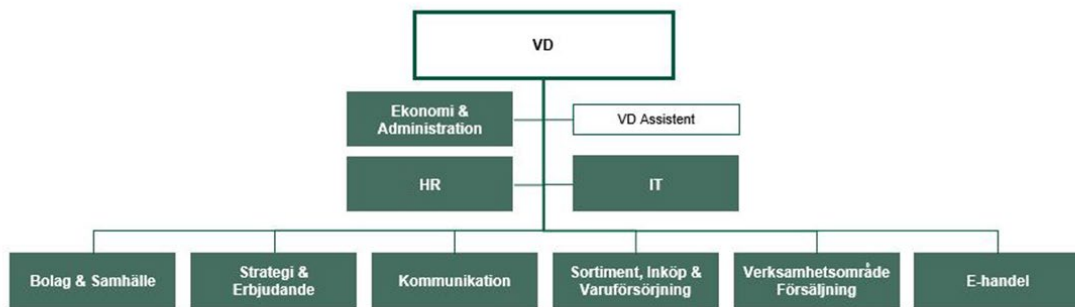 VD
Ekonomi &
Administration
VD Assistent
HR
IT
Bolag & Samhälle
Strategi &
Erbjudande
Kommunikation
Sortiment, Inköp &
Varuförsörjning
Verksamhetsområde
Försäljning
E-handel